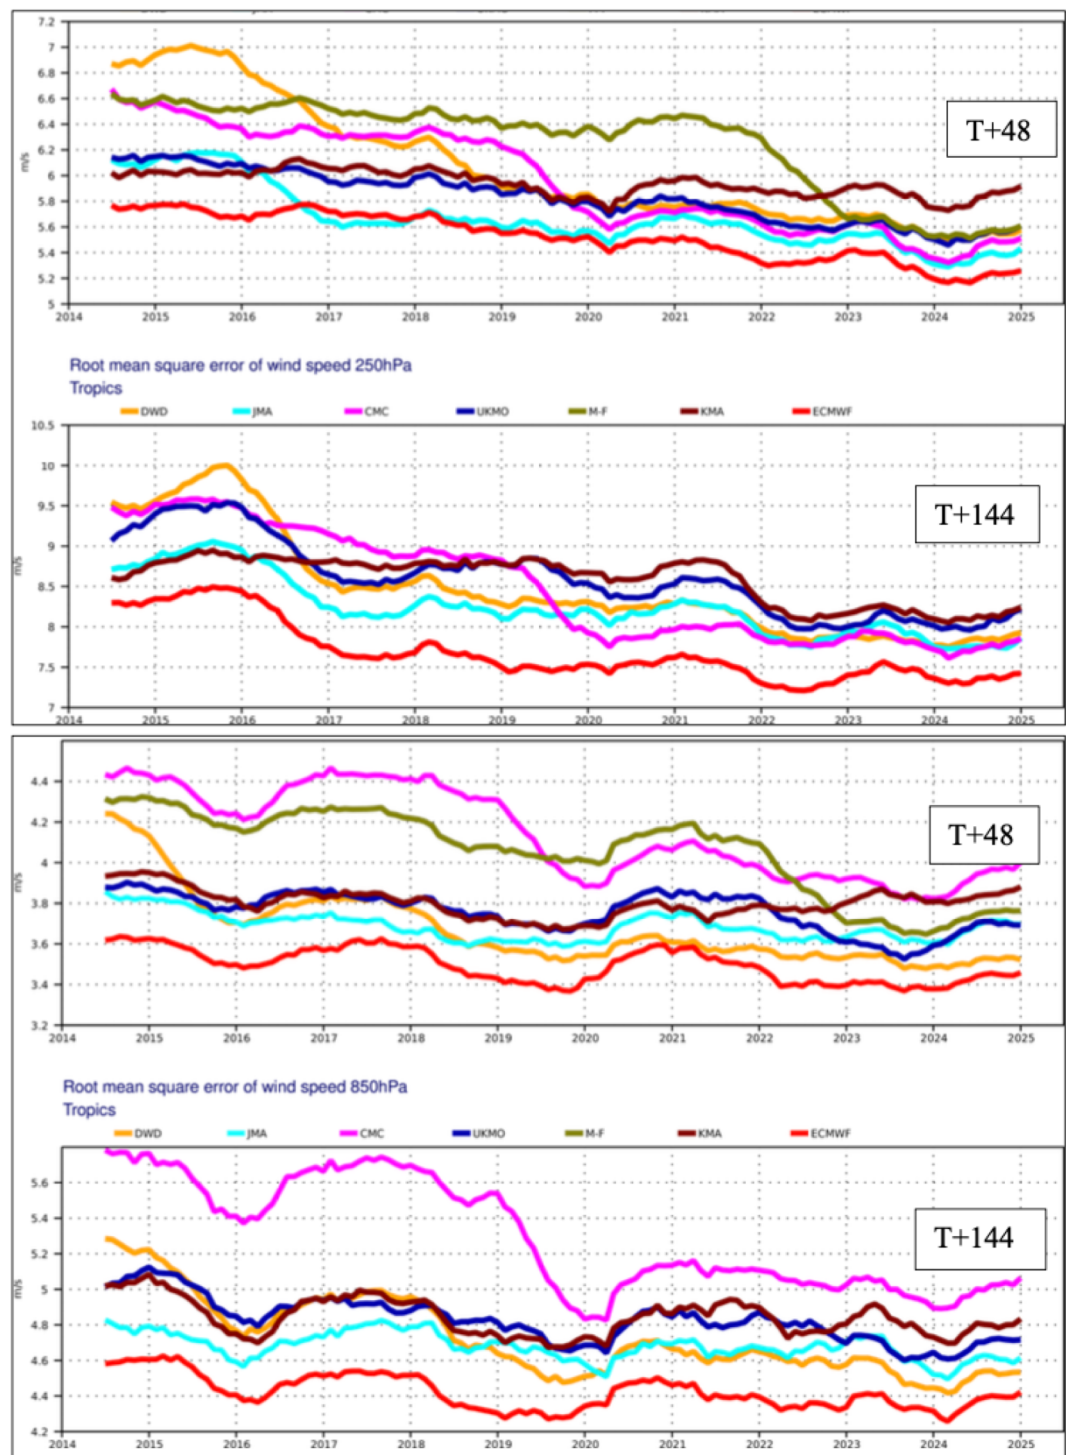 7.2
7
6.8
6.6
6.4
6.2
6
5.8
5.6
5.4
5.2
5
m/s
T+48
2014 2015 2016 2017 2018 2019 2020 2021 2022 2023 2024 2025
Root mean square error of wind speed 250hPa
Tropics
DWD JMA CMC UKMO M-F KMA ECMWF
10.5
10
9.5
9
8.5
8
7.5
7
m/s
T+144
2014 2015 2016 2017 2018 2019 2020 2021 2022 2023 2024 2025
4.4
4.2
4
3.8
3.6
3.4
3.2
m/s
T+48
2014 2015 2016 2017 2018 2019 2020 2021 2022 2023 2024 2025
Root mean square error of wind speed 850hPa
Tropics
DWD JMA CMC UKMO M-F KMA ECMWF
5.6
5.4
5.2
5
4.8
4.6
4.4
4.2
m/s
T+144
2014 2015 2016 2017 2018 2019 2020 2021 2022 2023 2024 2025